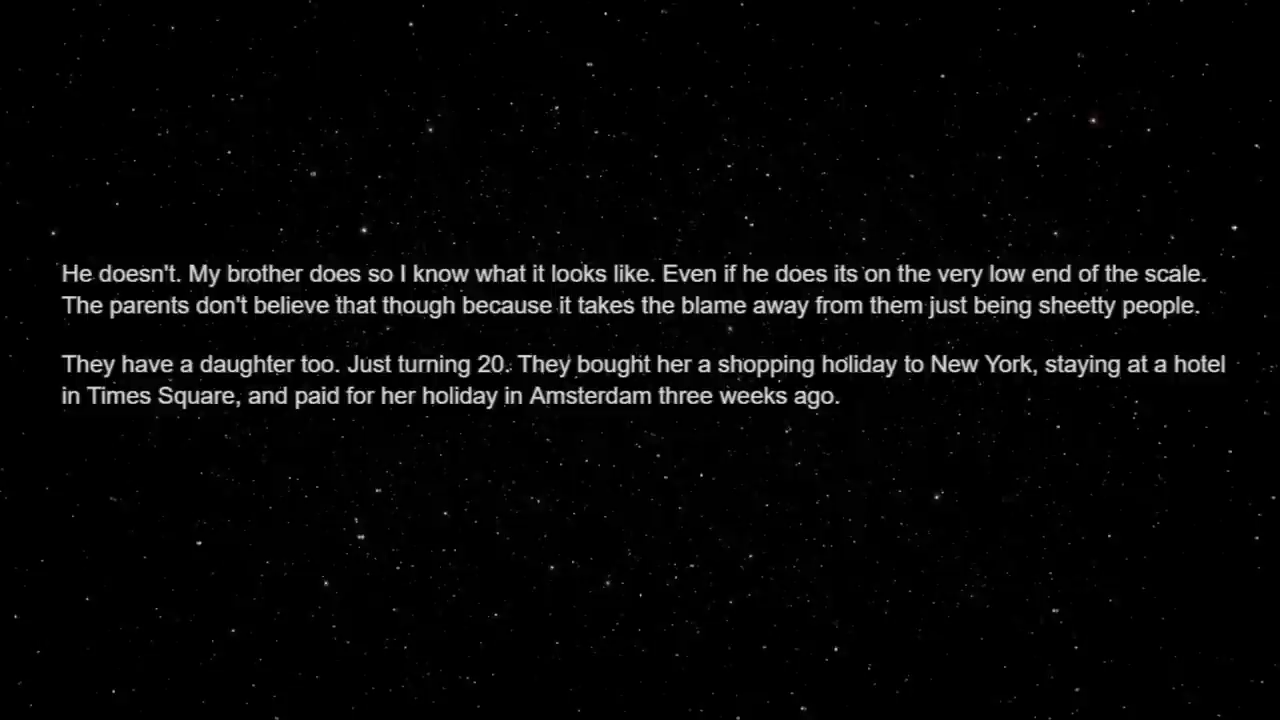 He doesn't. My brother does so I know what it looks like. Even if he does its on the very low end of the scale.
The parents don't believe that though because it takes the blame away from them just being sheetty people.
They have a daughter too. Just turning 20. They bought her a shopping holiday to New York, staying at a hotel
in Times Square, and paid for her holiday in Amsterdam three weeks ago.